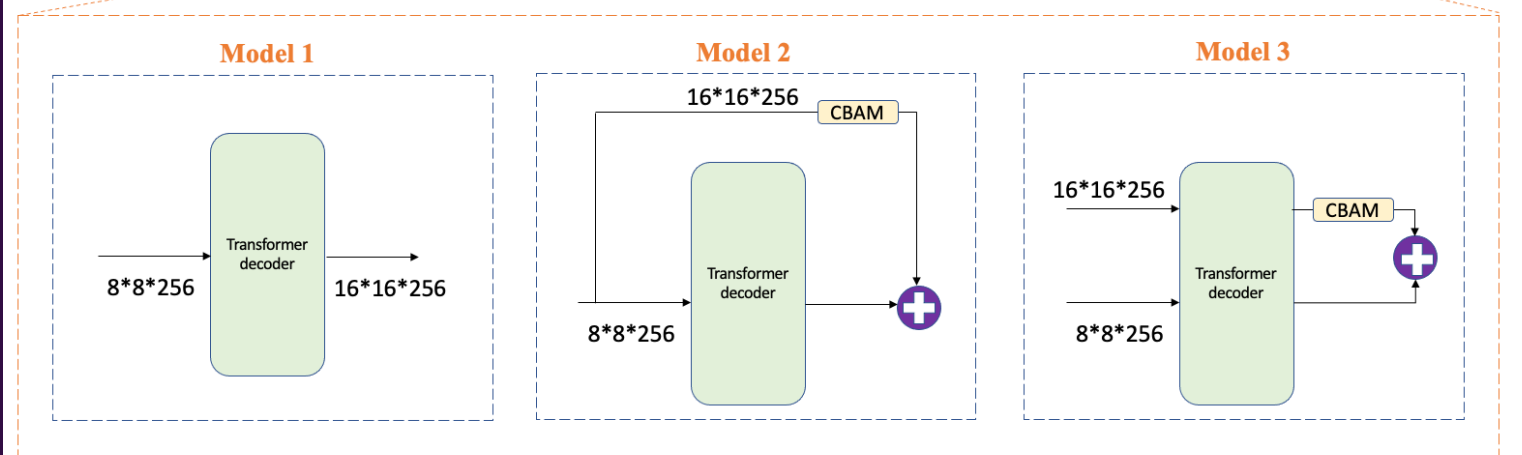 Model 1
Transformer
decoder
8*8*256
16*16*256
Model 2
16*16*256
CBAM
Transformer
decoder
8*8*256
Model 3
16*16*256
CBAM
Transformer
decoder
8*8*256